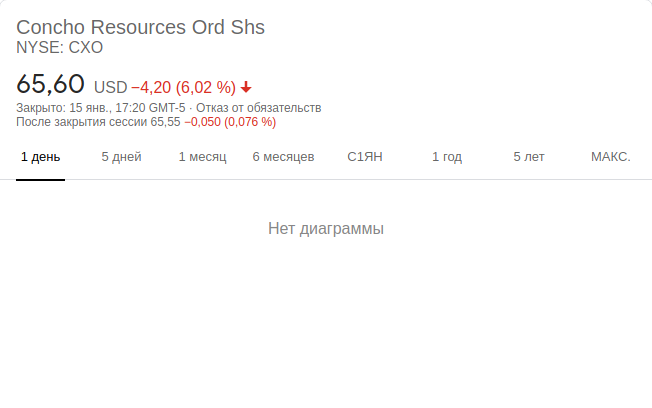 Concho Resources Ord Shs
NYSE: CXO
65,60 USD −4,20 (6,02 %)
Закрыто: 15 янв., 17:20 GMT-5 · Отказ от обязательств
После закрытия сессии 65,55 −0,050 (0,076 %)
1 день 5 дней 1 месяц 6 месяцев С1ЯН 1 год 5 лет МАКС.
Нет диаграммы